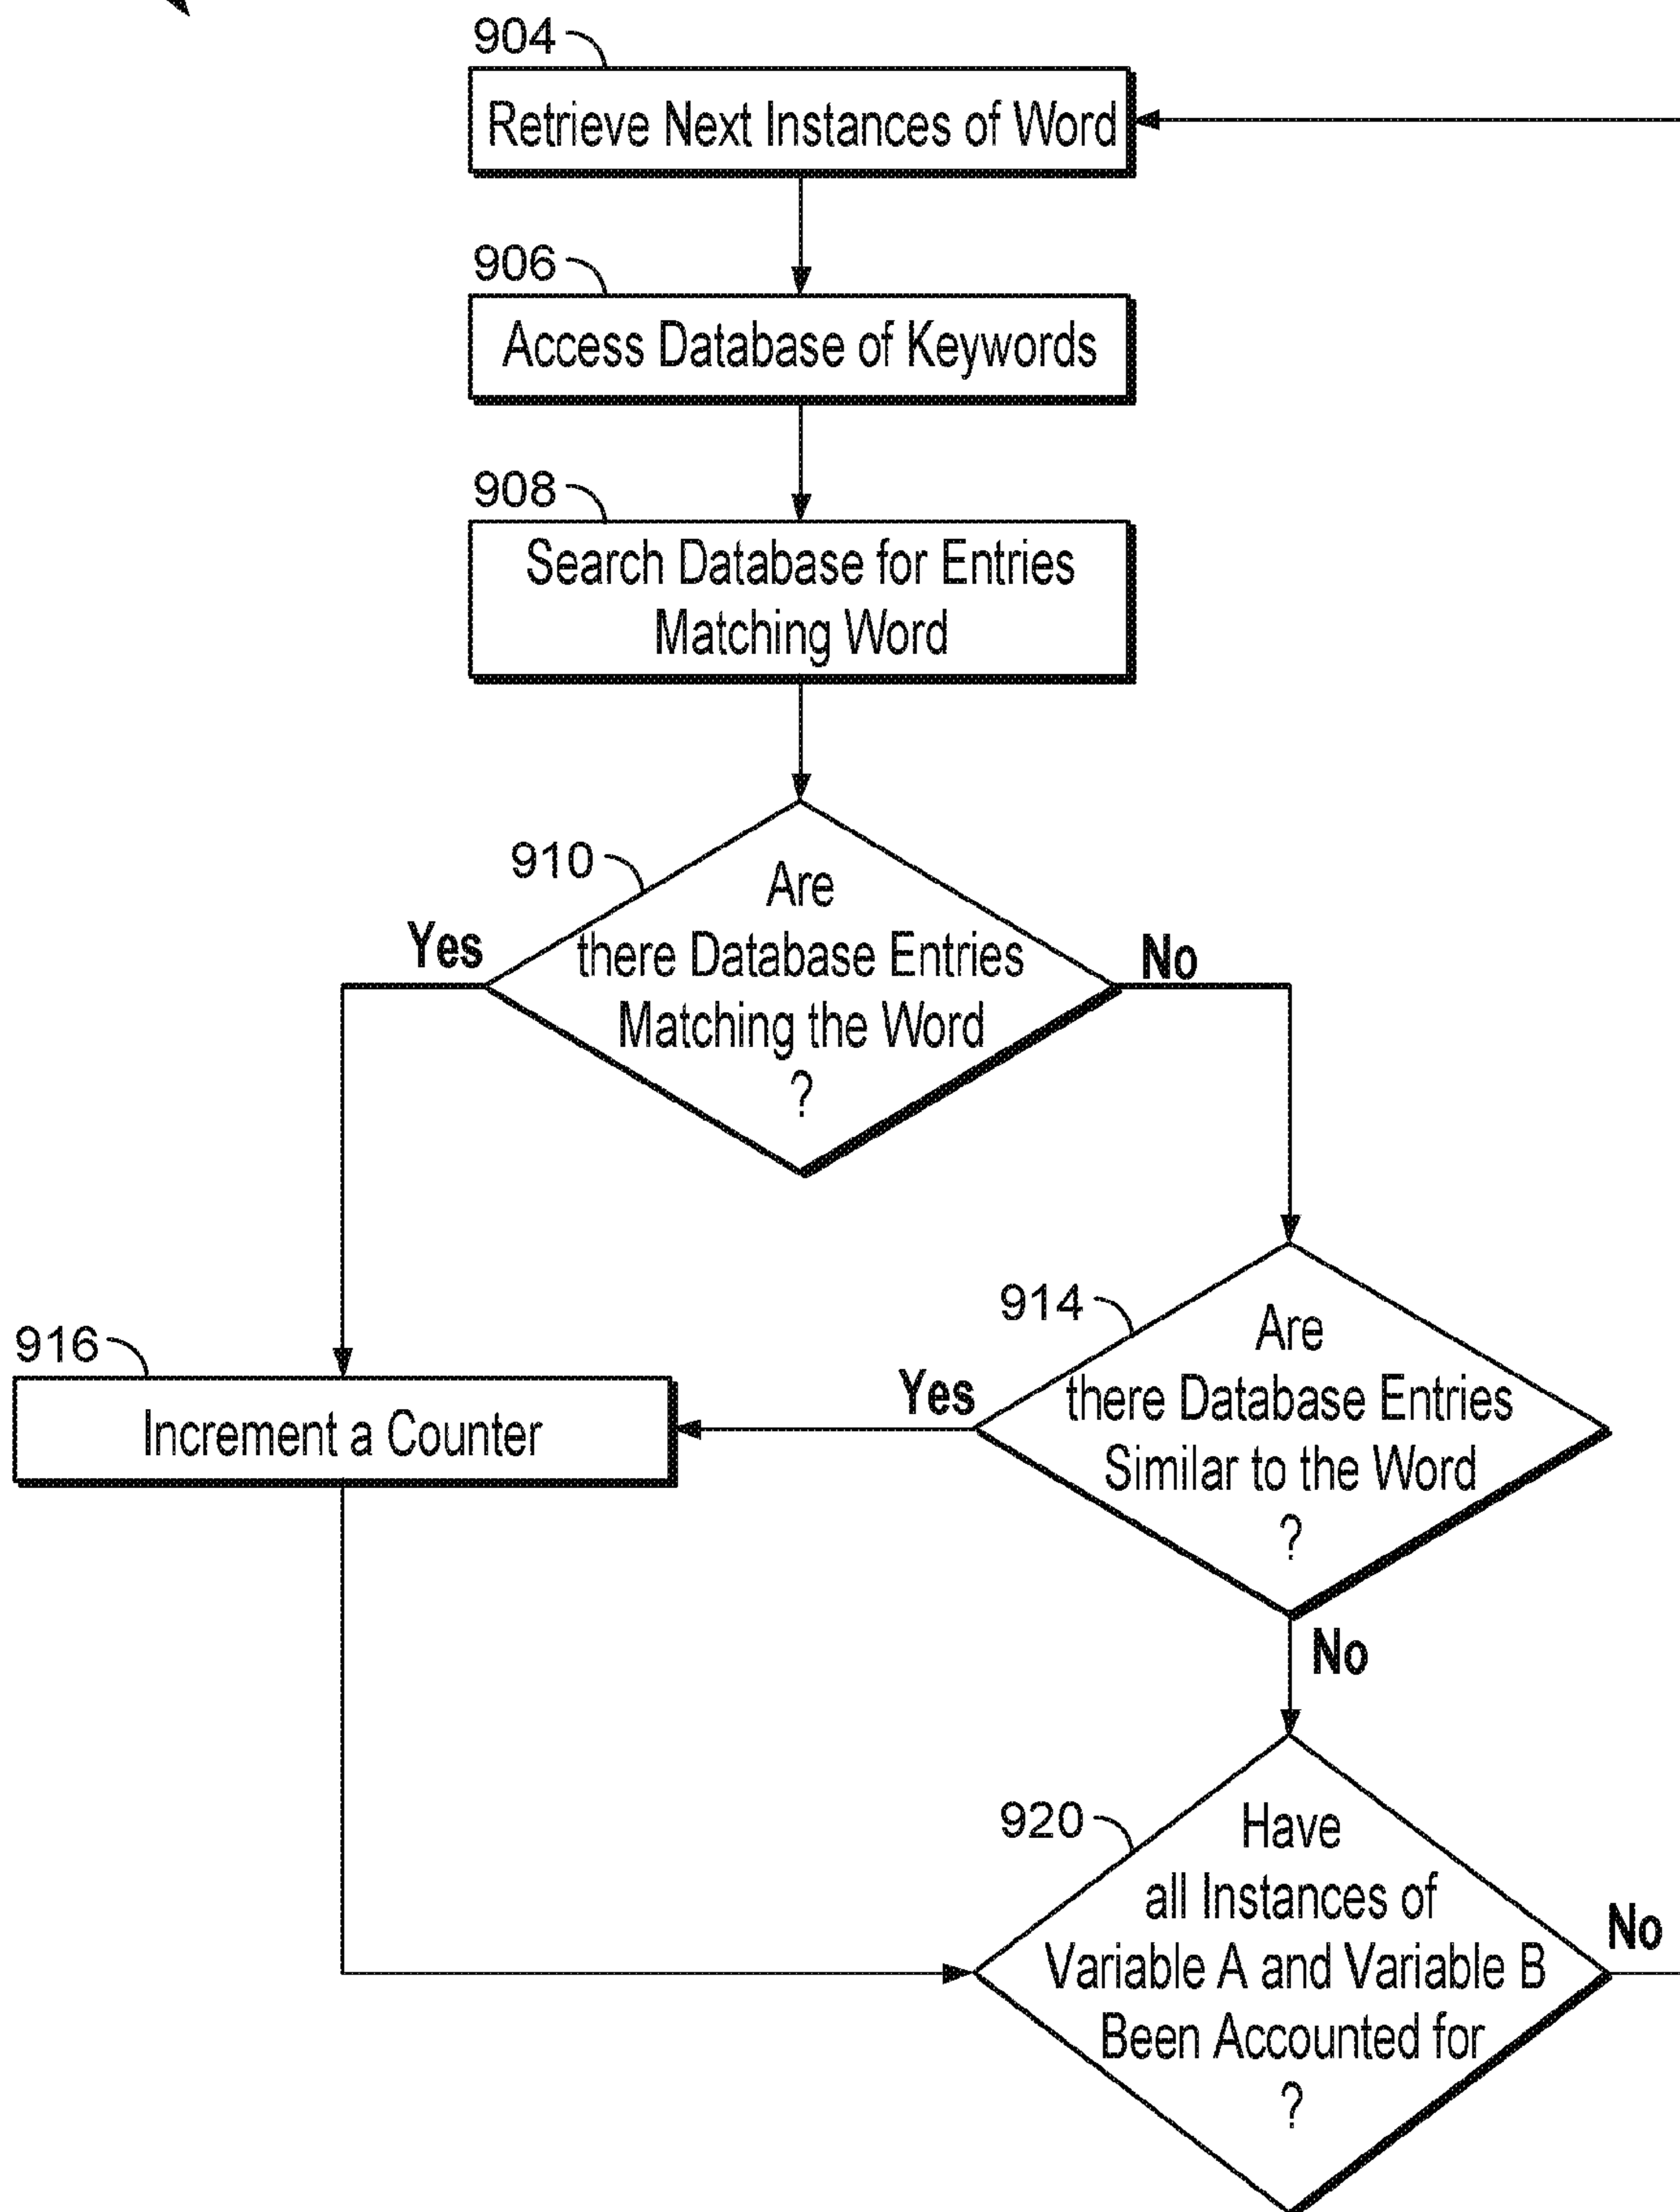 904
Retrieve Next Instances of Word
906
Access Database of Keywords
908
Search Database for Entries
Matching Word
910
Are
there Database Entries
Matching the Word
?
Yes
No
914
Are
there Database Entries
Similar to the Word
?
916
Increment a Counter
Yes
No
920
Have
all Instances of
Variable A and Variable B
Been Accounted for
?
No